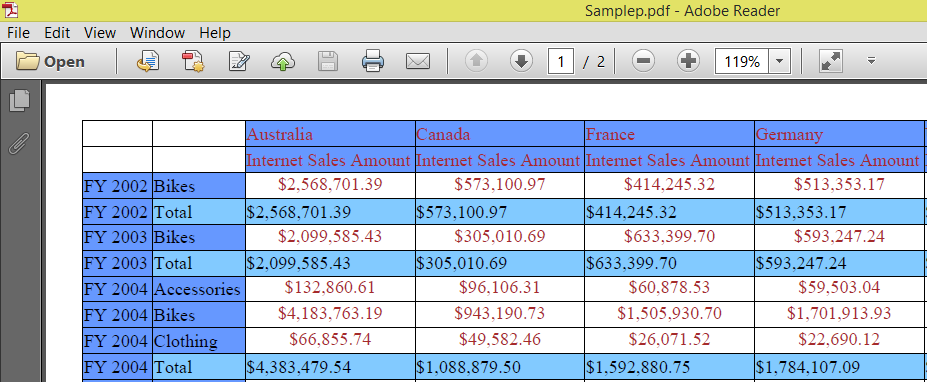 Samplep.pdf - Adobe Reader
File Edit View Window Help
Open 1 / 2 119%
Australia Canada France Germany
Internet Sales Amount Internet Sales Amount Internet Sales Amount Internet Sales Amount
FY 2002 Bikes $2,568,701.39 $573,100.97 $414,245.32 $513,353.17
FY 2002 Total $2,568,701.39 $573,100.97 $414,245.32 $513,353.17
FY 2003 Bikes $2,099,585.43 $305,010.69 $633,399.70 $593,247.24
FY 2003 Total $2,099,585.43 $305,010.69 $633,399.70 $593,247.24
FY 2004 Accessories $132,860.61 $96,106.31 $60,878.53 $59,503.04
FY 2004 Bikes $4,183,763.19 $943,190.73 $1,505,930.70 $1,701,913.93
FY 2004 Clothing $66,855.74 $49,582.46 $26,071.52 $22,690.12
FY 2004 Total $4,383,479.54 $1,088,879.50 $1,592,880.75 $1,784,107.09